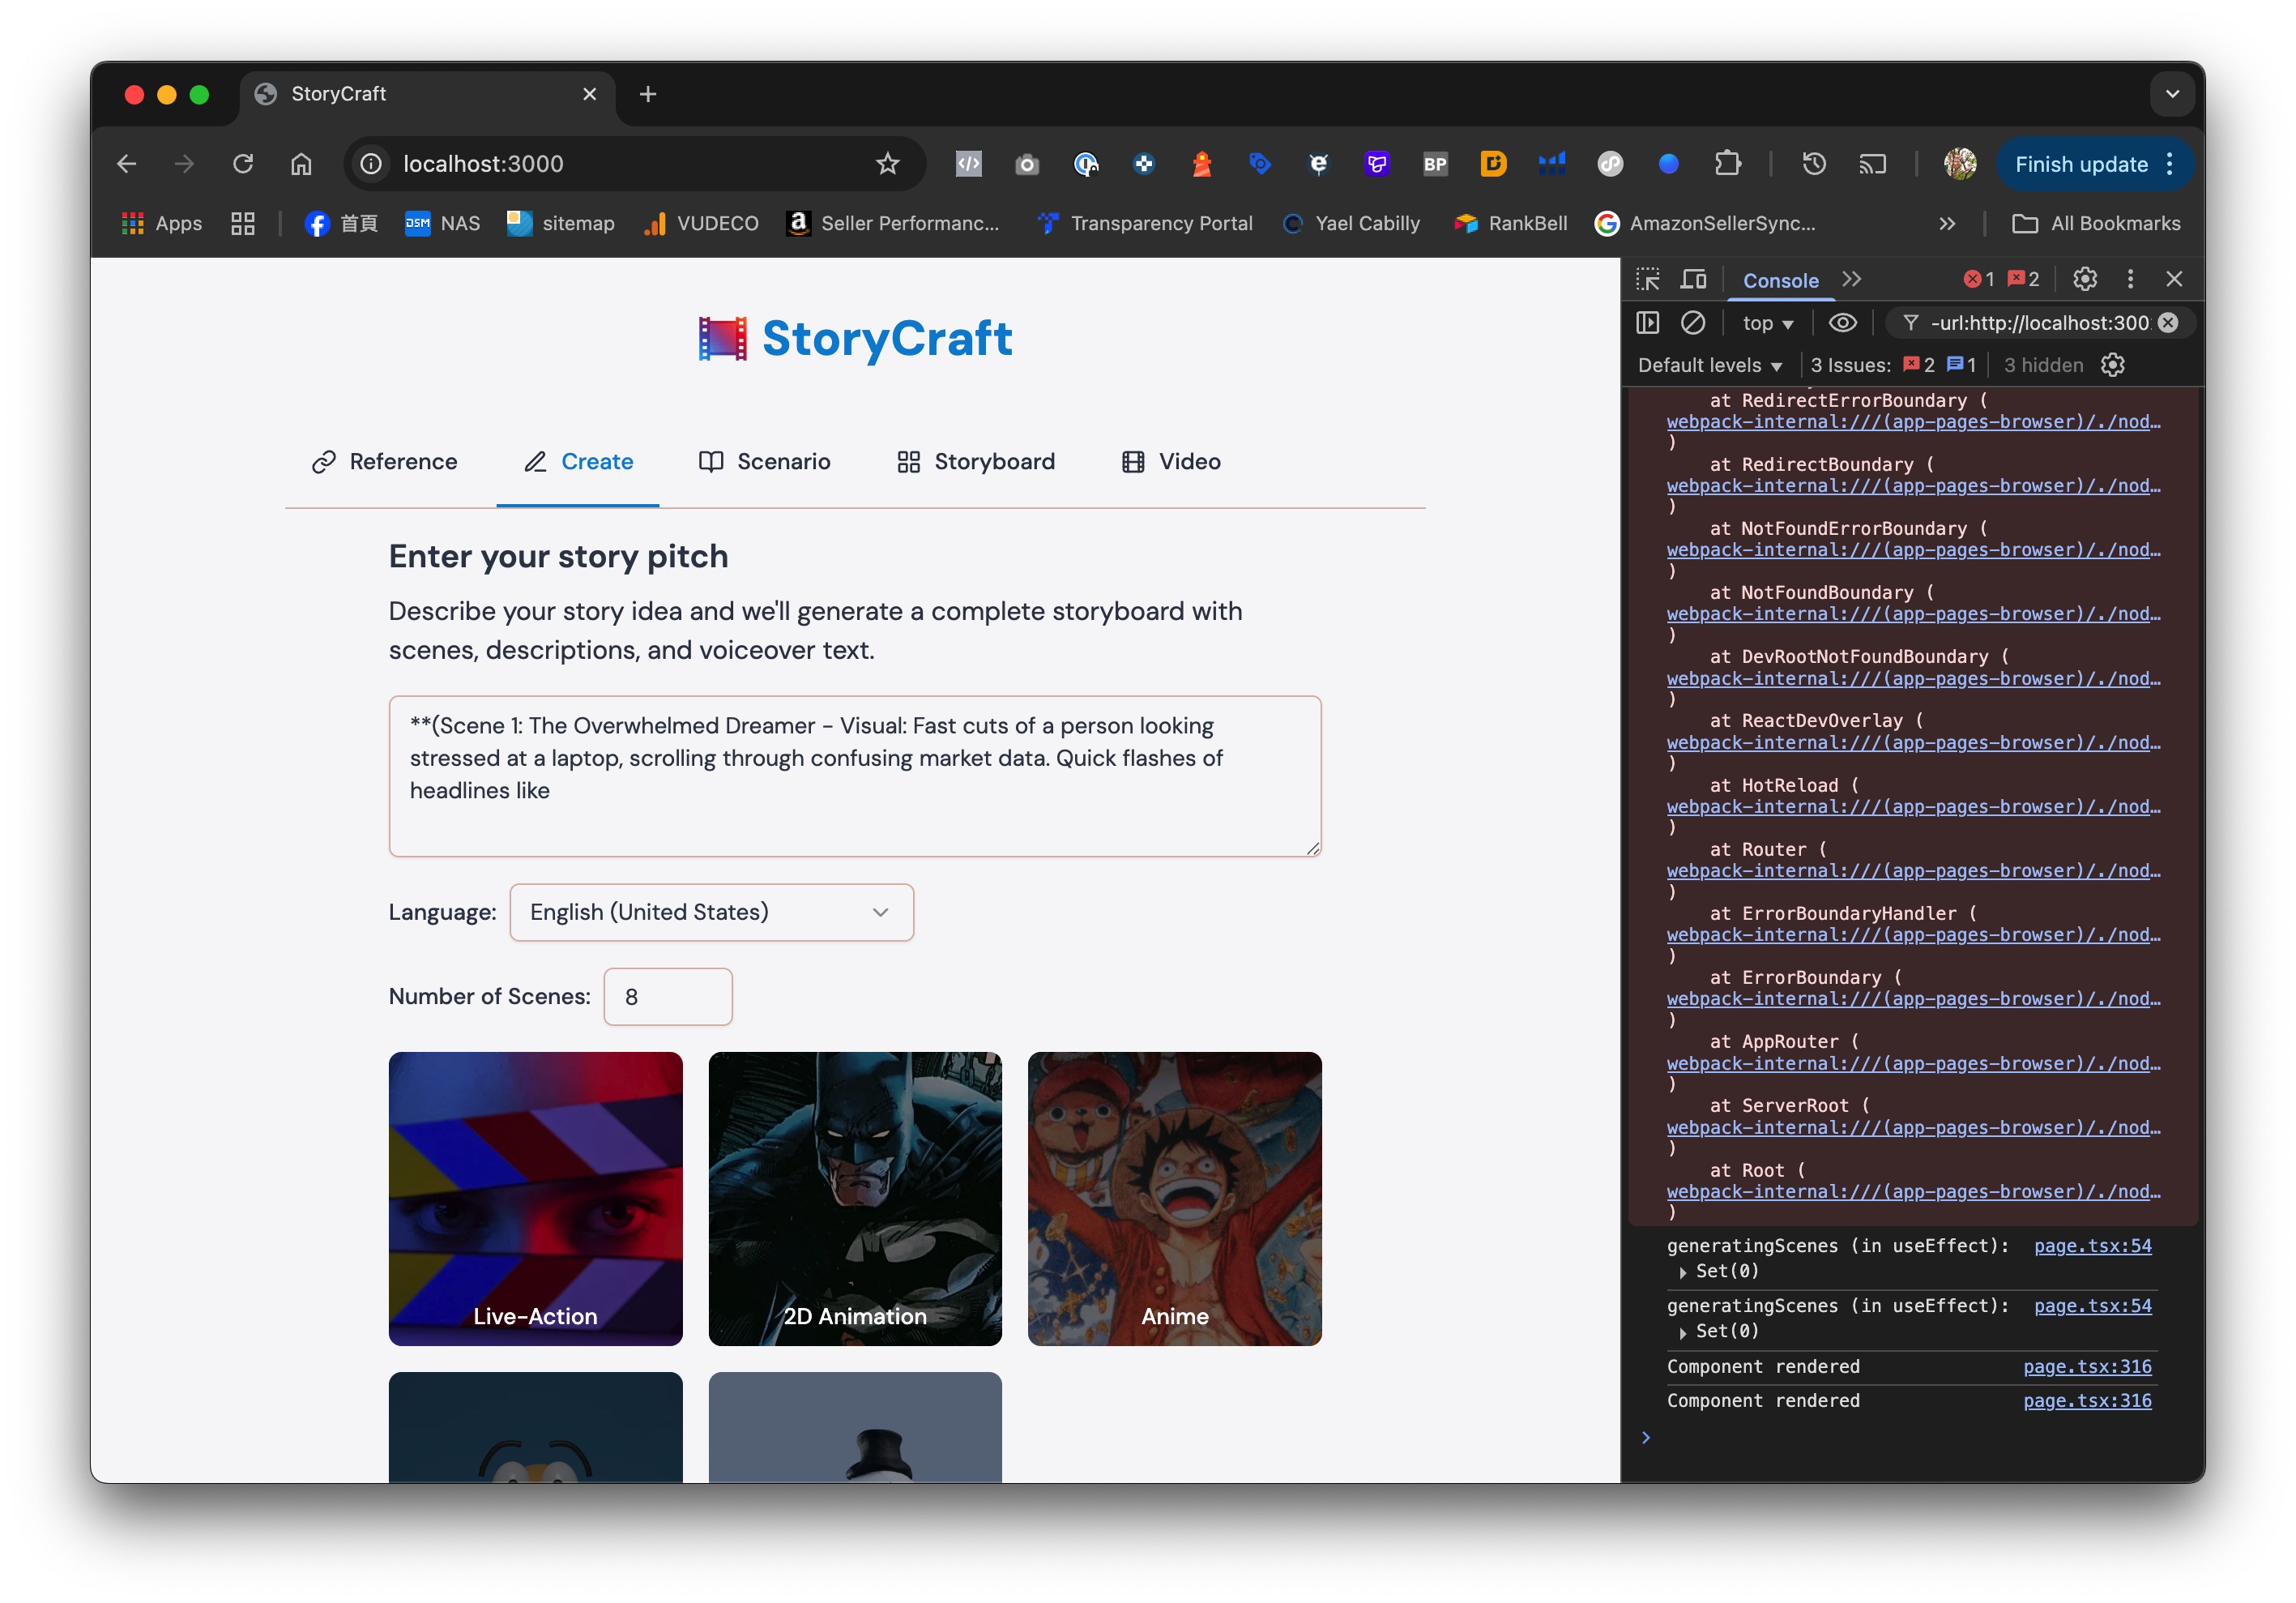 StoryCraft
localhost:3000
BP
Finish update
Apps
首頁
DSM NAS
sitemap
VUDECO
a Seller Performanc...
Transparency Portal
Yael Cabilly
RankBell
AmazonSellerSync...
All Bookmarks
StoryCraft
Reference
Create
Scenario
Storyboard
Video
Enter your story pitch
Describe your story idea and we'll generate a complete storyboard with
scenes, descriptions, and voiceover text.
**(Scene 1: The Overwhelmed Dreamer - Visual: Fast cuts of a person looking
stressed at a laptop, scrolling through confusing market data. Quick flashes of
headlines like
Language: English (United States)
Number of Scenes: 8
Live-Action
2D Animation
Anime
Console
1
2
top
-url:http://localhost:300
Default levels
3 Issues: 2 1
3 hidden
at RedirectErrorBoundary (
webpack-internal:///(app-pages-browser)/./nod…
)
at RedirectBoundary (
webpack-internal:///(app-pages-browser)/./nod…
)
at NotFoundErrorBoundary (
webpack-internal:///(app-pages-browser)/./nod…
)
at NotFoundBoundary (
webpack-internal:///(app-pages-browser)/./nod…
)
at DevRootNotFoundBoundary (
webpack-internal:///(app-pages-browser)/./nod…
)
at ReactDevOverlay (
webpack-internal:///(app-pages-browser)/./nod…
)
at HotReload (
webpack-internal:///(app-pages-browser)/./nod…
)
at Router (
webpack-internal:///(app-pages-browser)/./nod…
)
at ErrorBoundaryHandler (
webpack-internal:///(app-pages-browser)/./nod…
)
at ErrorBoundary (
webpack-internal:///(app-pages-browser)/./nod…
)
at AppRouter (
webpack-internal:///(app-pages-browser)/./nod…
)
at ServerRoot (
webpack-internal:///(app-pages-browser)/./nod…
)
at Root (
webpack-internal:///(app-pages-browser)/./nod…
)
generatingScenes (in useEffect): page.tsx:54
Set(0)
generatingScenes (in useEffect): page.tsx:54
Set(0)
Component rendered page.tsx:316
Component rendered page.tsx:316